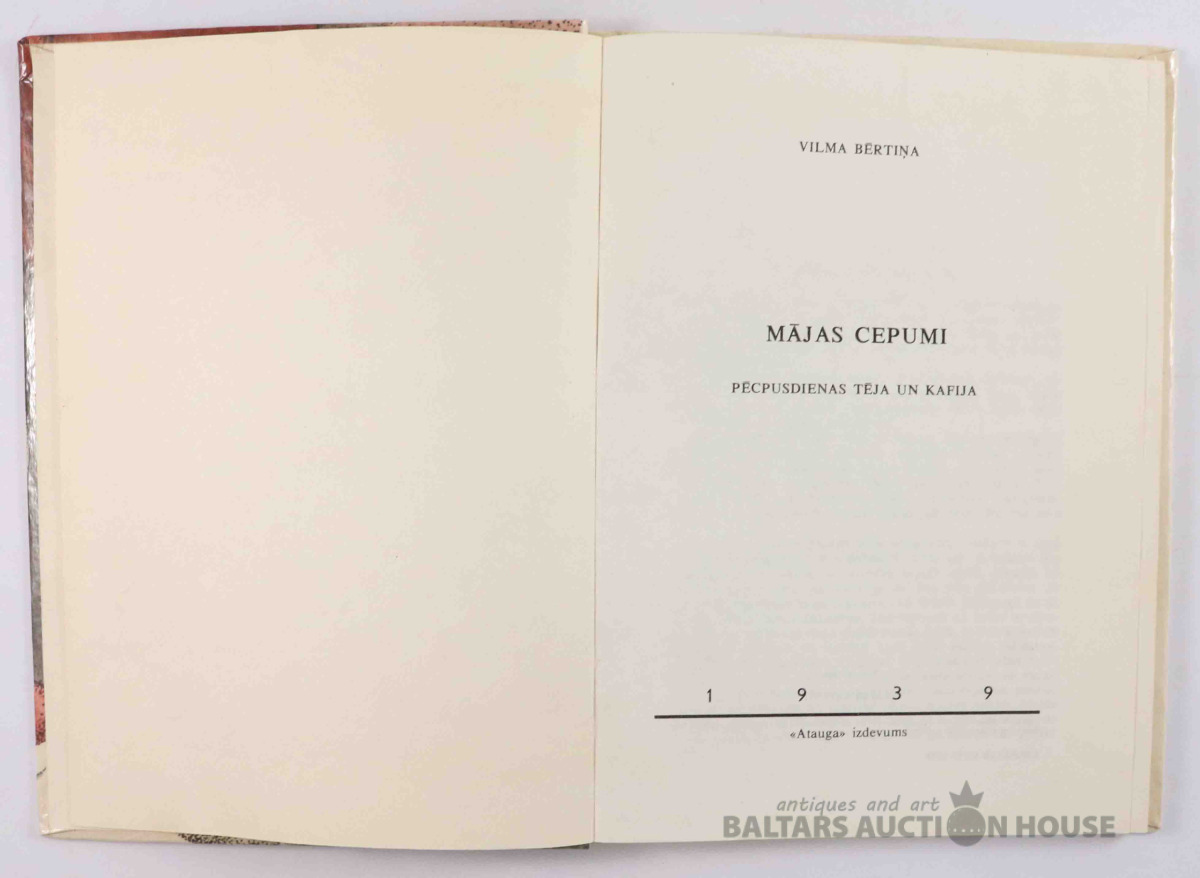 VILMA BĒRTIŅA
MĀJAS CEPUMI
PĒCPUSDIENAS TĒJA UN KAFIJA
1 9 3 9
«Atauga» izdevums
antiques and art
BALTARS AUCTION HOUSE